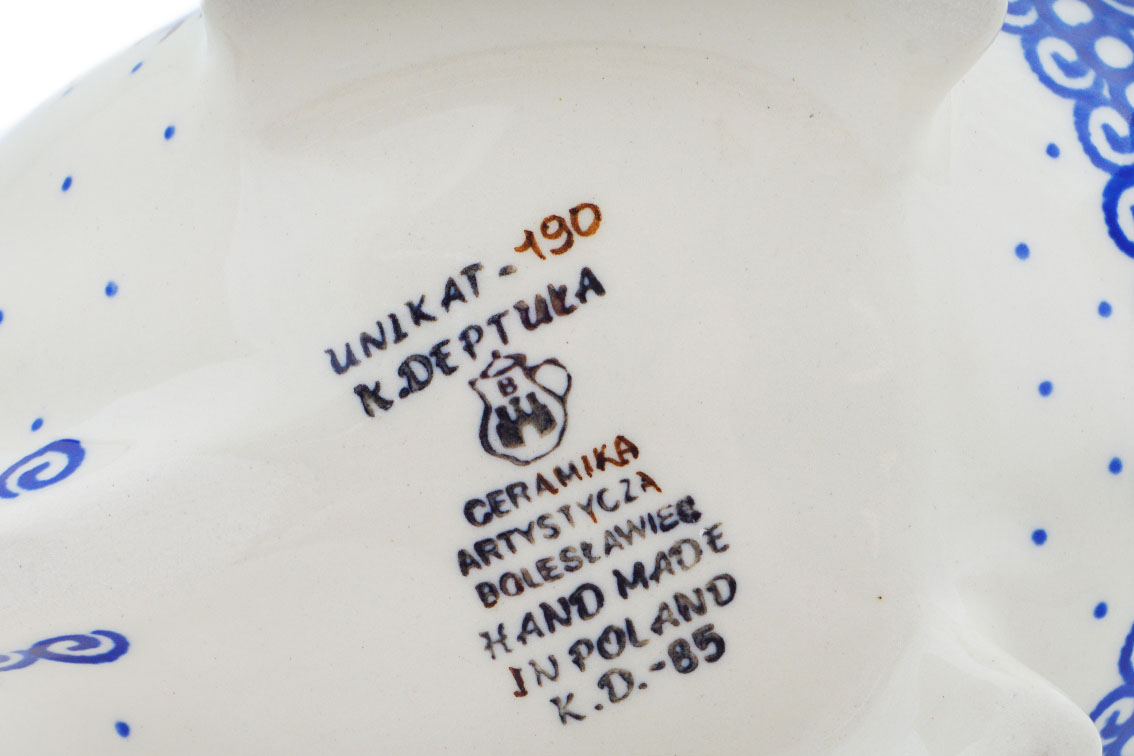 UNIKAT - 190
K. DEPTUŁA
B
CERAMIKA
ARTYSTYCZA
BOLESŁAWIEC
HAND MADE
IN POLAND
K.D.-85